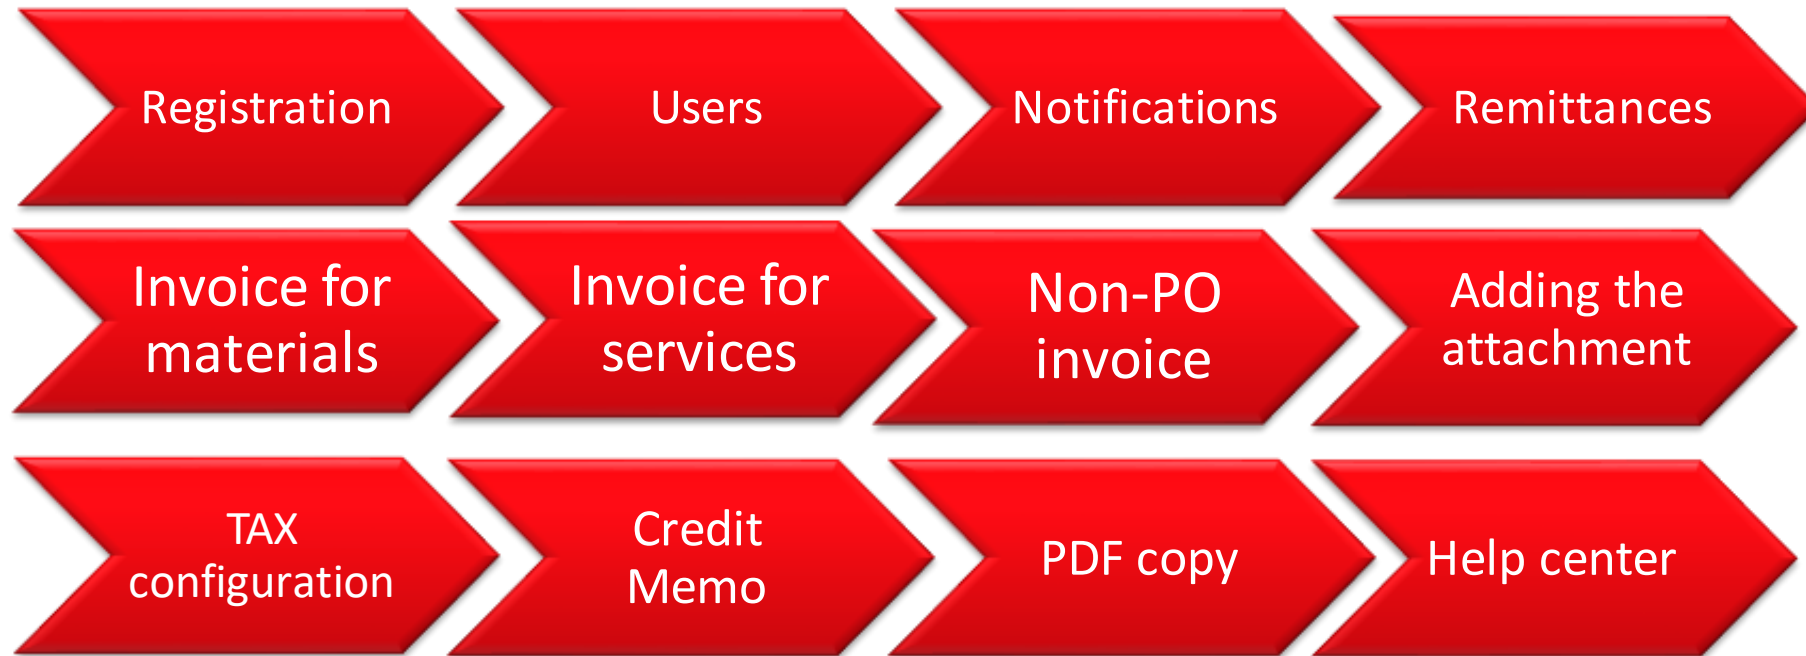 Registration
Users
Notifications
Remittances
Invoice for
materials
Invoice for
services
Non-PO
invoice
Adding the
attachment
TAX
configuration
Credit
Memo
PDF copy
Help center